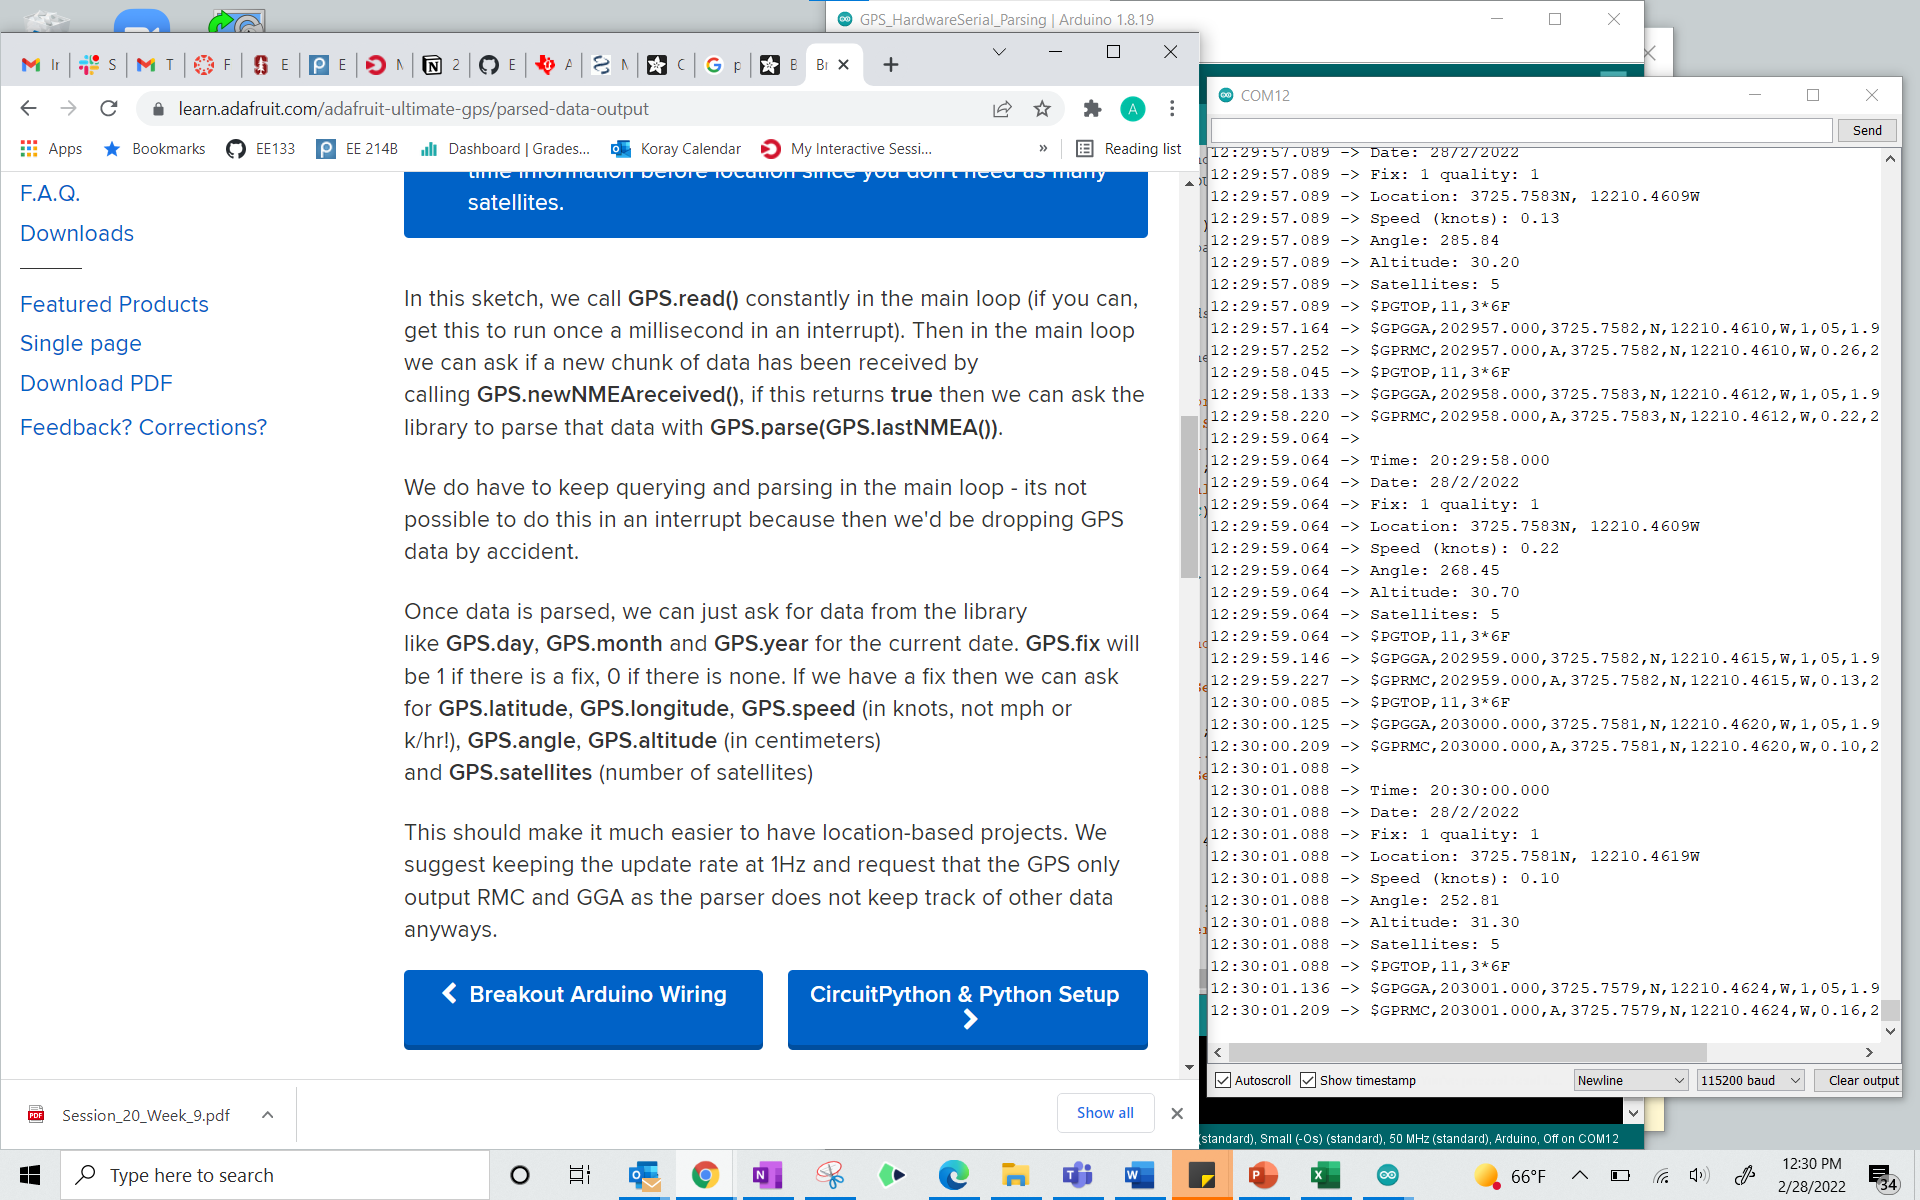 GPS_HardwareSerial_Parsing | Arduino 1.8.19
learn.adafruit.com/adafruit-ultimate-gps/parsed-data-output
Apps
Bookmarks
EE133
EE 214B
Dashboard | Grades...
Koray Calendar
My Interactive Sessi...
»
Reading list
F.A.Q.
Downloads
Featured Products
Single page
Download PDF
Feedback? Corrections?
time information before location since you don't need as many
satellites.
In this sketch, we call GPS.read() constantly in the main loop (if you can,
get this to run once a millisecond in an interrupt). Then in the main loop
we can ask if a new chunk of data has been received by
calling GPS.newNMEAreceived(), if this returns true then we can ask the
library to parse that data with GPS.parse(GPS.lastNMEA()).
We do have to keep querying and parsing in the main loop - its not
possible to do this in an interrupt because then we'd be dropping GPS
data by accident.
Once data is parsed, we can just ask for data from the library
like GPS.day, GPS.month and GPS.year for the current date. GPS.fix will
be 1 if there is a fix, 0 if there is none. If we have a fix then we can ask
for GPS.latitude, GPS.longitude, GPS.speed (in knots, not mph or
k/hr!), GPS.angle, GPS.altitude (in centimeters)
and GPS.satellites (number of satellites)
This should make it much easier to have location-based projects. We
suggest keeping the update rate at 1Hz and request that the GPS only
output RMC and GGA as the parser does not keep track of other data
anyways.
Breakout Arduino Wiring
CircuitPython & Python Setup
Session_20_Week_9.pdf
Show all
COM12
Send
12:29:57.089 -> Date: 28/2/2022
12:29:57.089 -> Fix: 1 quality: 1
12:29:57.089 -> Location: 3725.7583N, 12210.4609W
12:29:57.089 -> Speed (knots): 0.13
12:29:57.089 -> Angle: 285.84
12:29:57.089 -> Altitude: 30.20
12:29:57.089 -> Satellites: 5
12:29:57.089 -> $PGTOP,11,3*6F
12:29:57.164 -> $GPGGA,202957.000,3725.7582,N,12210.4610,W,1,05,1.9
12:29:57.252 -> $GPRMC,202957.000,A,3725.7582,N,12210.4610,W,0.26,2
12:29:58.045 -> $PGTOP,11,3*6F
12:29:58.133 -> $GPGGA,202958.000,3725.7583,N,12210.4612,W,1,05,1.9
12:29:58.220 -> $GPRMC,202958.000,A,3725.7583,N,12210.4612,W,0.22,2
12:29:59.064 ->
12:29:59.064 -> Time: 20:29:58.000
12:29:59.064 -> Date: 28/2/2022
12:29:59.064 -> Fix: 1 quality: 1
12:29:59.064 -> Location: 3725.7583N, 12210.4609W
12:29:59.064 -> Speed (knots): 0.22
12:29:59.064 -> Angle: 268.45
12:29:59.064 -> Altitude: 30.70
12:29:59.064 -> Satellites: 5
12:29:59.064 -> $PGTOP,11,3*6F
12:29:59.146 -> $GPGGA,202959.000,3725.7582,N,12210.4615,W,1,05,1.9
12:29:59.227 -> $GPRMC,202959.000,A,3725.7582,N,12210.4615,W,0.13,2
12:30:00.085 -> $PGTOP,11,3*6F
12:30:00.125 -> $GPGGA,203000.000,3725.7581,N,12210.4620,W,1,05,1.9
12:30:00.209 -> $GPRMC,203000.000,A,3725.7581,N,12210.4620,W,0.10,2
12:30:01.088 ->
12:30:01.088 -> Time: 20:30:00.000
12:30:01.088 -> Date: 28/2/2022
12:30:01.088 -> Fix: 1 quality: 1
12:30:01.088 -> Location: 3725.7581N, 12210.4619W
12:30:01.088 -> Speed (knots): 0.10
12:30:01.088 -> Angle: 252.81
12:30:01.088 -> Altitude: 31.30
12:30:01.088 -> Satellites: 5
12:30:01.088 -> $PGTOP,11,3*6F
12:30:01.136 -> $GPGGA,203001.000,3725.7579,N,12210.4624,W,1,05,1.9
12:30:01.209 -> $GPRMC,203001.000,A,3725.7579,N,12210.4624,W,0.16,2
Autoscroll
Show timestamp
Newline
115200 baud
Clear output
(standard), Small (-Os) (standard), 50 MHz (standard), Arduino, Off on COM12
Type here to search
66°F
12:30 PM
2/28/2022
34